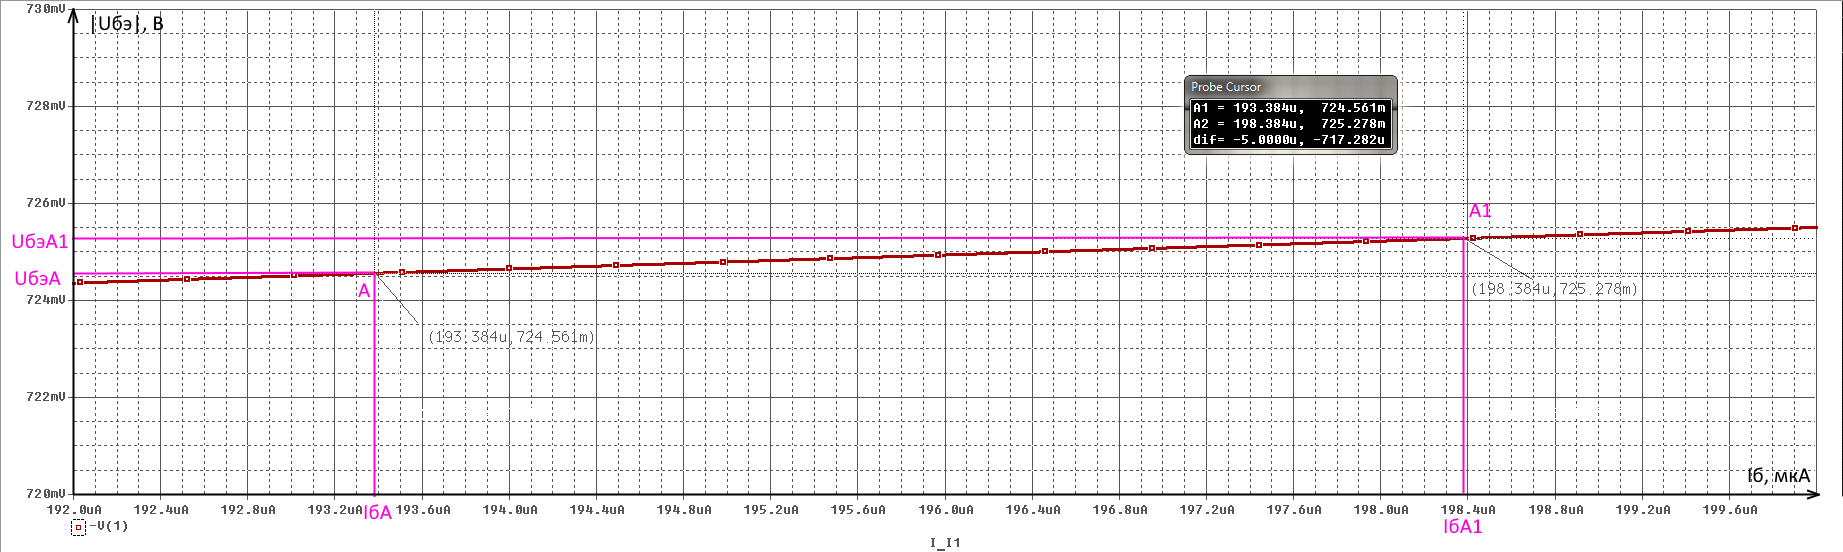 730mV
|Uбэ|, В
728mV
Probe Cursor
A1 = 193.384u, 724.561m
A2 = 198.384u, 725.278m
dif= -5.0000u, -717.282u
726mV
A1
UбэA1
UбэA
A
(198.384u,725.278m)
724mV
(193.384u,724.561m)
722mV
Iб, мкА
720mV
192.0uA 192.4uA 192.8uA 193.2uA 193.6uA 194.0uA 194.4uA 194.8uA 195.2uA 195.6uA 196.0uA 196.4uA 196.8uA 197.2uA 197.6uA 198.0uA 198.4uA 198.8uA 199.2uA 199.6uA
IбA
IбA1
-V(1)
I_I1